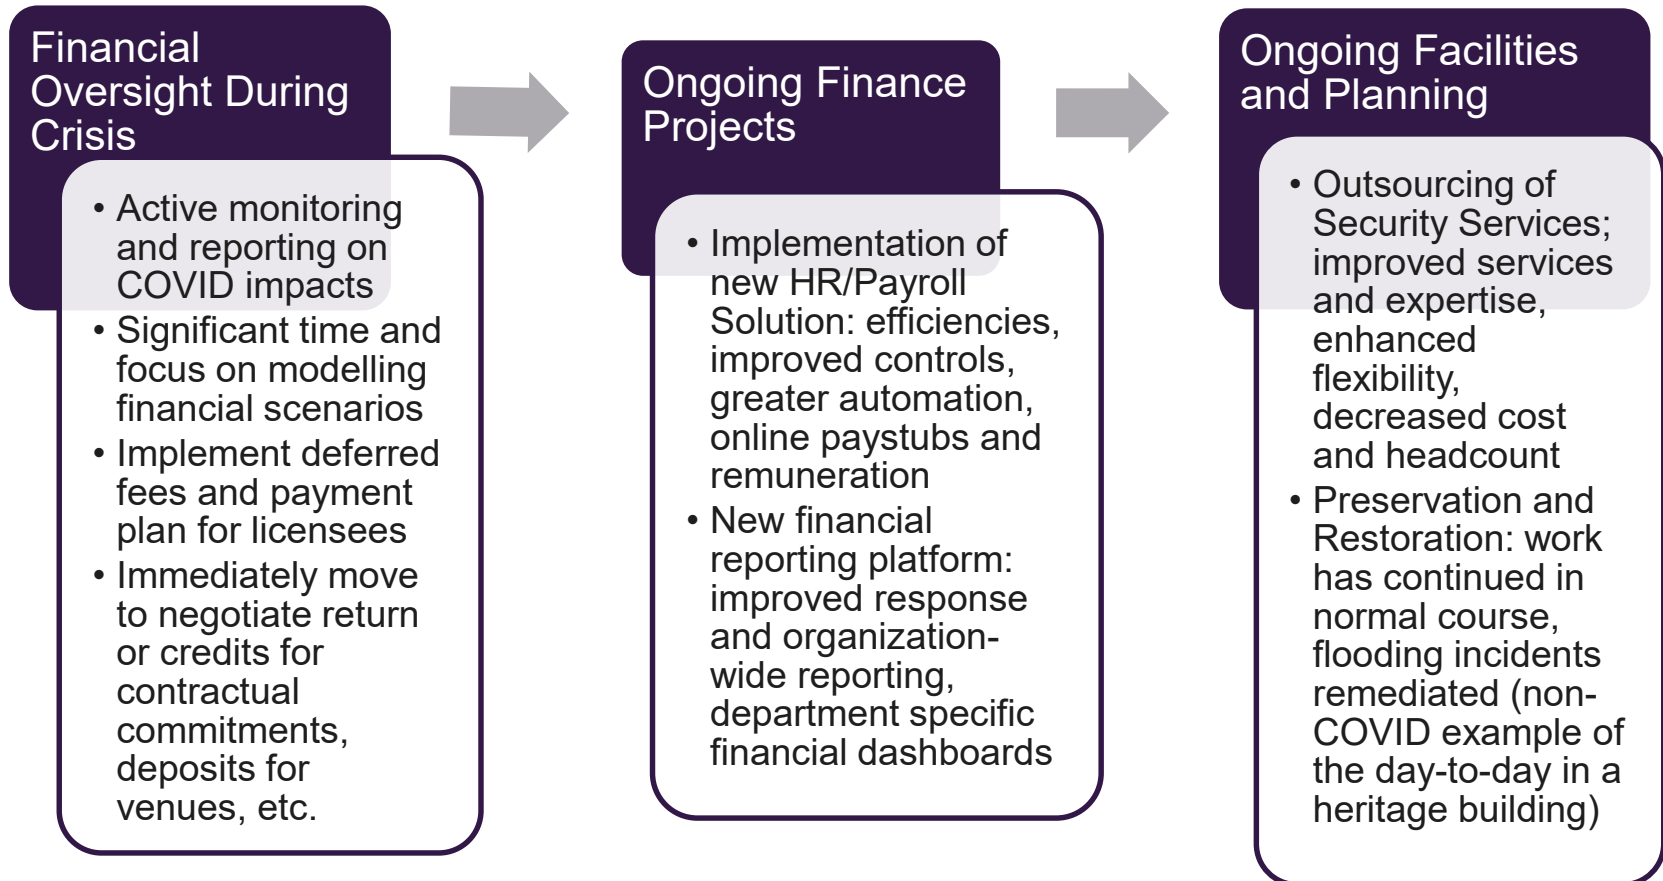 Financial
Oversight During
Crisis
• Active monitoring
and reporting on
COVID impacts
• Significant time and
focus on modelling
financial scenarios
• Implement deferred
fees and payment
plan for licensees
• Immediately move
to negotiate return
or credits for
contractual
commitments,
deposits for
venues, etc.
Ongoing Finance
Projects
• Implementation of
new HR/Payroll
Solution: efficiencies,
improved controls,
greater automation,
online paystubs and
remuneration
• New financial
reporting platform:
improved response
and organization-
wide reporting,
department specific
financial dashboards
Ongoing Facilities
and Planning
• Outsourcing of
Security Services;
improved services
and expertise,
enhanced
flexibility,
decreased cost
and headcount
• Preservation and
Restoration: work
has continued in
normal course,
flooding incidents
remediated (non-
COVID example of
the day-to-day in a
heritage building)